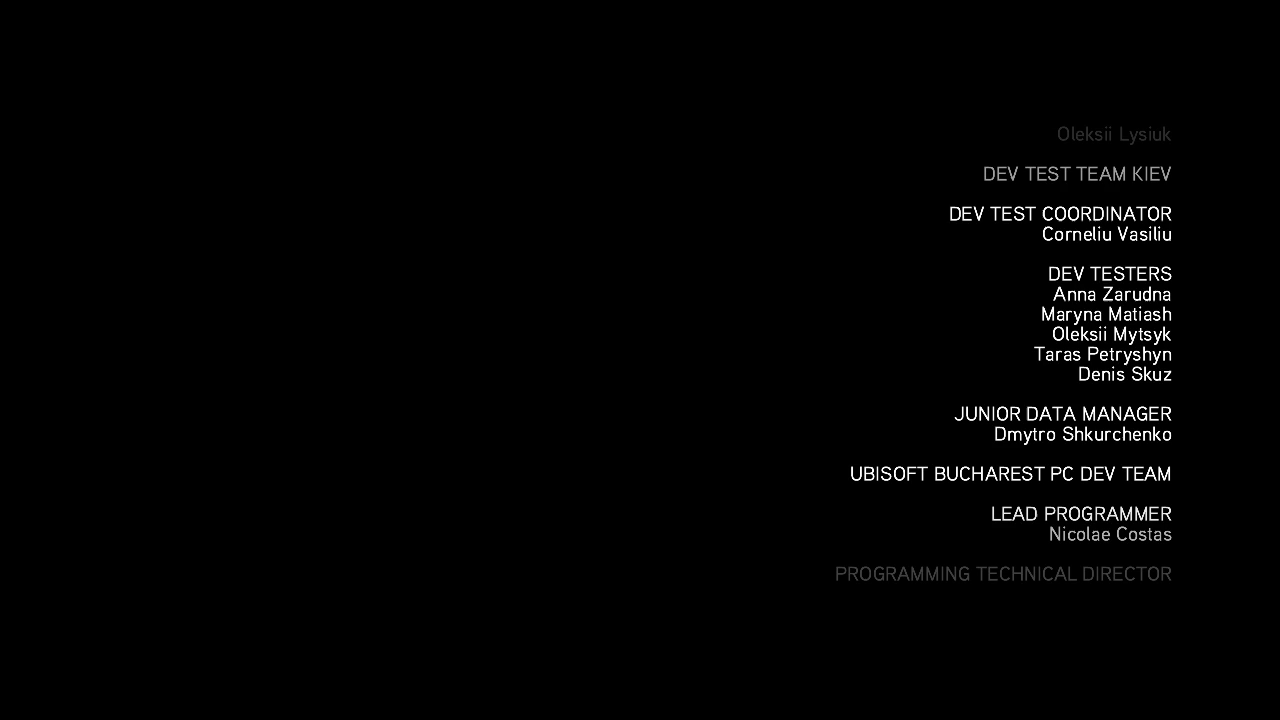 Oleksii Lysiuk
DEV TEST TEAM KIEV
DEV TEST COORDINATOR
Corneliu Vasiliu
DEV TESTERS
Anna Zarudna
Maryna Matiash
Oleksii Mytsyk
Taras Petryshyn
Denis Skuz
JUNIOR DATA MANAGER
Dmytro Shkurchenko
UBISOFT BUCHAREST PC DEV TEAM
LEAD PROGRAMMER
Nicolae Costas
PROGRAMMING TECHNICAL DIRECTOR